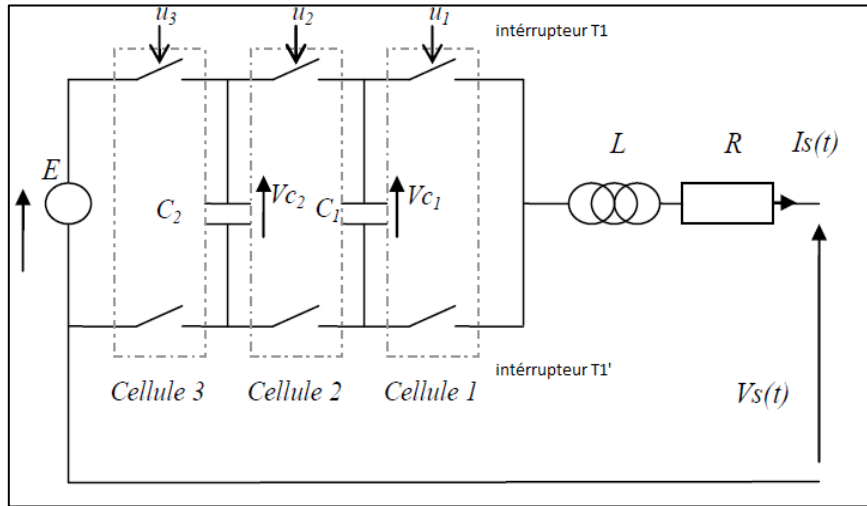 u3 u2 u1 intérrupteur T1
E C2 Vc2 C1 Vc1 L R Is(t)
Cellule 3 Cellule 2 Cellule 1 intérrupteur T1'
Vs(t)